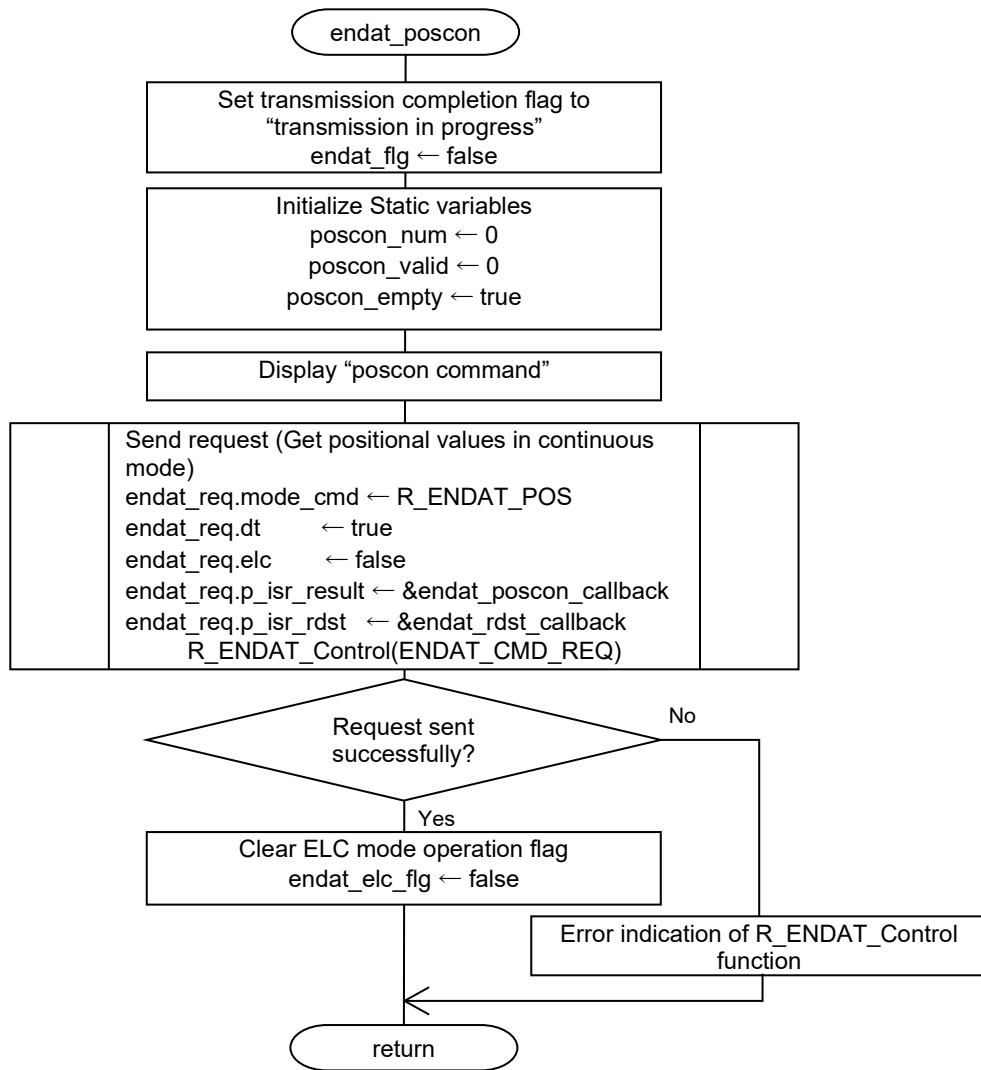 endat_poscon
Set transmission completion flag to
“transmission in progress”
endat_flg ← false
Initialize Static variables
poscon_num ← 0
poscon_valid ← 0
poscon_empty ← true
Display “poscon command”
Send request (Get positional values in continuous
mode)
endat_req.mode_cmd ← R_ENDAT_POS
endat_req.dt ← true
endat_req.elc ← false
endat_req.p_isr_result ← &endat_poscon_callback
endat_req.p_isr_rdst ← &endat_rdst_callback
R_ENDAT_Control(ENDAT_CMD_REQ)
Request sent
successfully?
No
Yes
Clear ELC mode operation flag
endat_elc_flg ← false
Error indication of R_ENDAT_Control
function
return